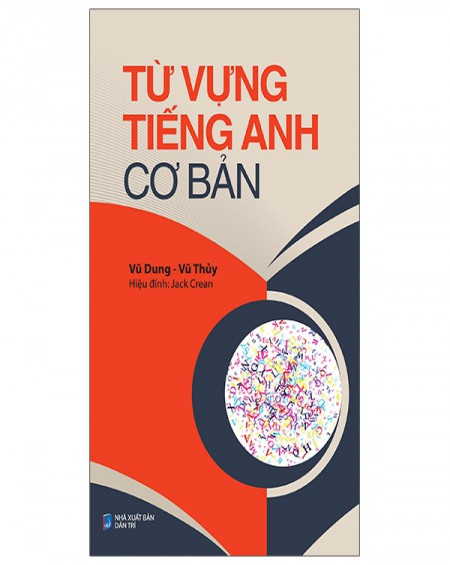 TỪ VỰNG
TIẾNG ANH
CƠ BẢN
Vũ Dung - Vũ Thủy
Hiệu đính: Jack Crean
NHÀ XUẤT BẢN
DÂN TRÍ